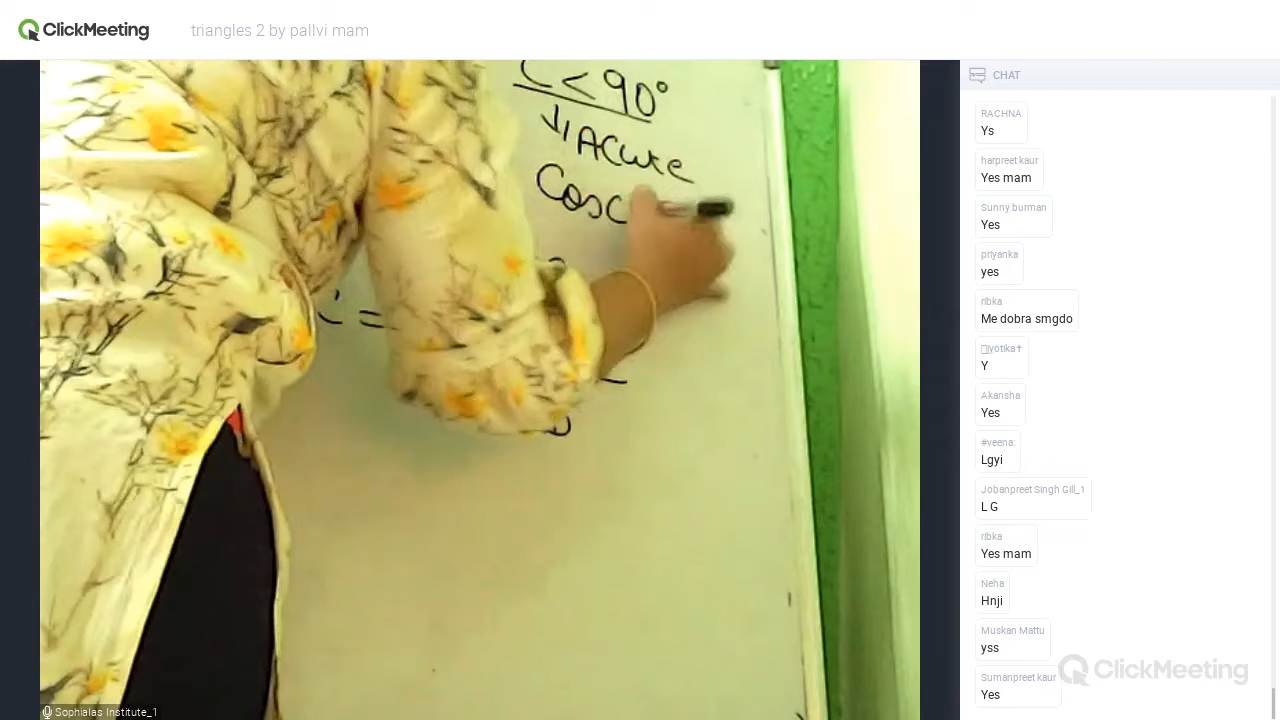 ClickMeeting
triangles 2 by pallvi mam
C < 90°
Acute
Cosc
=
CHAT
RACHNA
Ys
harpreet kaur
Yes mam
Sunny burman
Yes
priyanka
yes
ribka
Me dobra smgdo
iyotika✝
Y
Akansha
Yes
#veena:
Lgyi
Jobanpreet Singh Gill_1
L G
ribka
Yes mam
Neha
Hnji
Muskan Mattu
yss
Sumanpreet kaur
Yes
ClickMeeting
Sophialas Institute_1